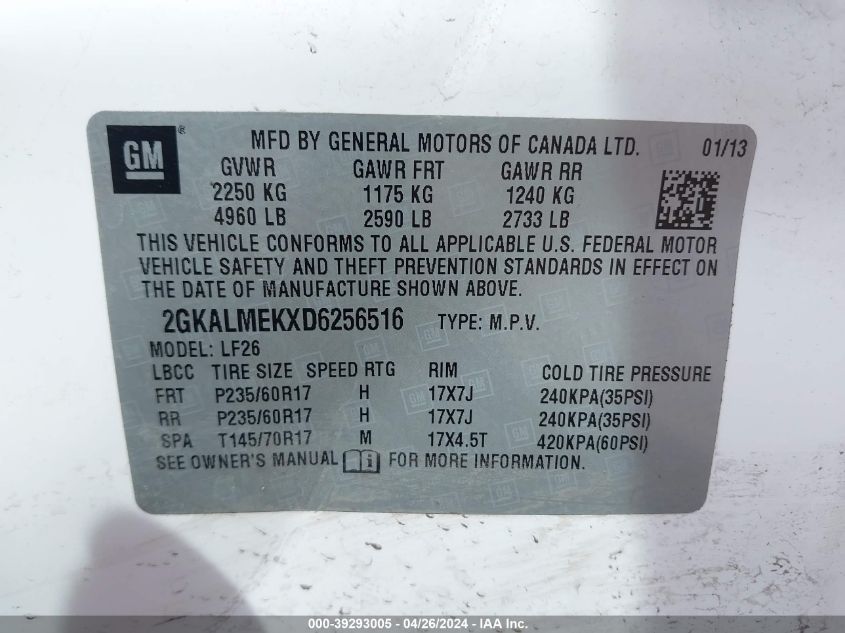 GM ® MFD BY GENERAL MOTORS OF CANADA LTD. 01/13
GVWR GAWR FRT GAWR RR
2250 KG 1175 KG 1240 KG
4960 LB 2590 LB 2733 LB
THIS VEHICLE CONFORMS TO ALL APPLICABLE U.S. FEDERAL MOTOR
VEHICLE SAFETY AND THEFT PREVENTION STANDARDS IN EFFECT ON
THE DATE OF MANUFACTURE SHOWN ABOVE.
2GKALMEKXD6256516 TYPE: M.P.V.
MODEL: LF26
LBCC TIRE SIZE SPEED RTG RIM COLD TIRE PRESSURE
FRT P235/60R17 H 17X7J 240KPA(35PSI)
RR P235/60R17 H 17X7J 240KPA(35PSI)
SPA T145/70R17 M 17X4.5T 420KPA(60PSI)
SEE OWNER'S MANUAL i FOR MORE INFORMATION.
000-39293005 - 04/26/2024 - IAA Inc.